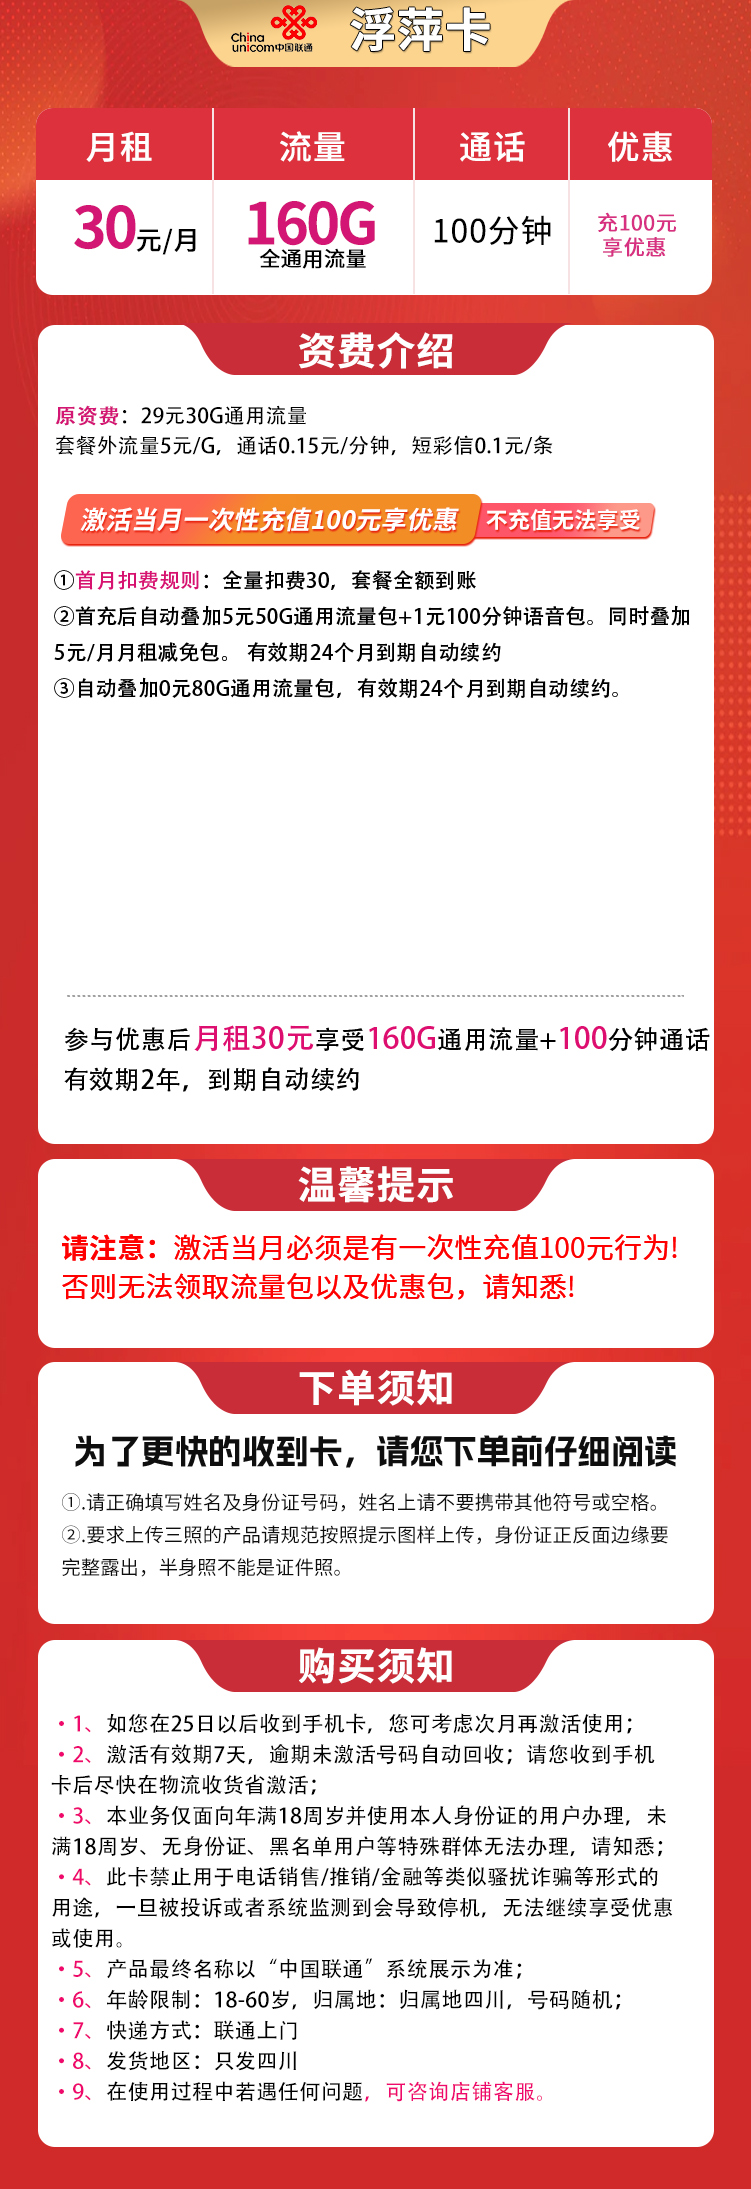 China
unicom中国联通
浮萍卡
月租
流量
通话
优惠
30元/月
160G
全通用流量
100分钟
充100元
享优惠
资费介绍
原资费：29元30G通用流量
套餐外流量5元/G，通话0.15元/分钟，短彩信0.1元/条
激活当月一次性充值100元享优惠 不充值无法享受
①首月扣费规则：全量扣费30，套餐全额到账
②首充后自动叠加5元50G通用流量包+1元100分钟语音包。同时叠加
5元/月月租减免包。 有效期24个月到期自动续约
③自动叠加0元80G通用流量包，有效期24个月到期自动续约。
参与优惠后月租30元享受160G通用流量+100分钟通话
有效期2年，到期自动续约
温馨提示
请注意：激活当月必须是有一次性充值100元行为!
否则无法领取流量包以及优惠包，请知悉!
下单须知
为了更快的收到卡，请您下单前仔细阅读
①.请正确填写姓名及身份证号码，姓名上请不要携带其他符号或空格。
②.要求上传三照的产品请规范按照提示图样上传，身份证正反面边缘要
完整露出，半身照不能是证件照。
购买须知
·1、如您在25日以后收到手机卡，您可考虑次月再激活使用；
·2、激活有效期7天，逾期未激活号码自动回收；请您收到手机
卡后尽快在物流收货省激活；
·3、本业务仅面向年满18周岁并使用本人身份证的用户办理，未
满18周岁、无身份证、黑名单用户等特殊群体无法办理，请知悉；
·4、此卡禁止用于电话销售/推销/金融等类似骚扰诈骗等形式的
用途，一旦被投诉或者系统监测到会导致停机，无法继续享受优惠
或使用。
·5、产品最终名称以“中国联通”系统展示为准；
·6、年龄限制：18-60岁，归属地：归属地四川，号码随机；
·7、快递方式：联通上门
·8、发货地区：只发四川
·9、在使用过程中若遇任何问题，可咨询店铺客服。